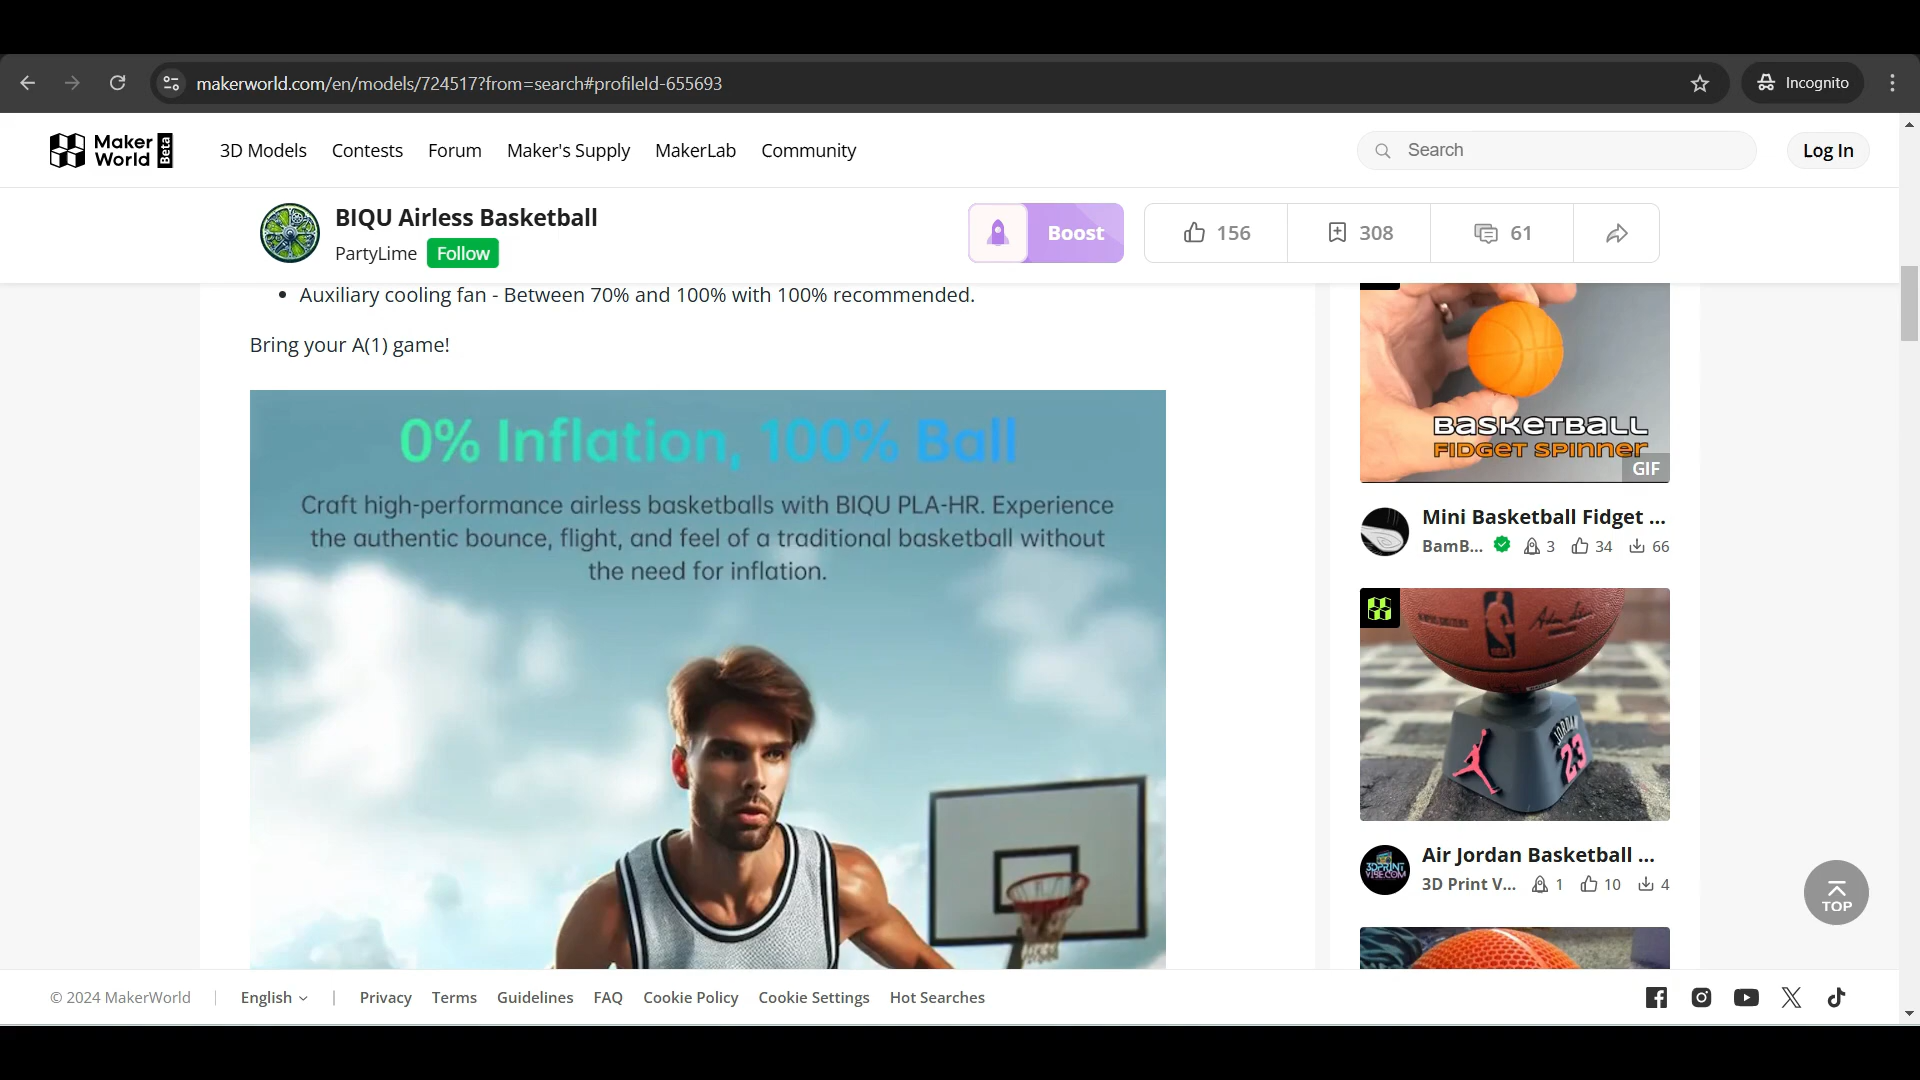 makerworld.com/en/models/724517?from=search#profileId-655693
Incognito
Maker World Beta
3D Models
Contests
Forum
Maker's Supply
MakerLab
Community
Search
Log In
BIQU Airless Basketball
PartyLime
Follow
Boost
156
308
61
Auxiliary cooling fan - Between 70% and 100% with 100% recommended.
Bring your A(1) game!
0% Inflation, 100% Ball
Craft high-performance airless basketballs with BIQU PLA-HR. Experience
the authentic bounce, flight, and feel of a traditional basketball without
the need for inflation.
BASKETBALL
FIDGET SPINNER
GIF
Mini Basketball Fidget ...
BamB...
3
34
66
JORDAN
23
3DPRINT
VIBE.COM
Air Jordan Basketball ...
3D Print V...
1
10
4
TOP
© 2024 MakerWorld
English
Privacy
Terms
Guidelines
FAQ
Cookie Policy
Cookie Settings
Hot Searches